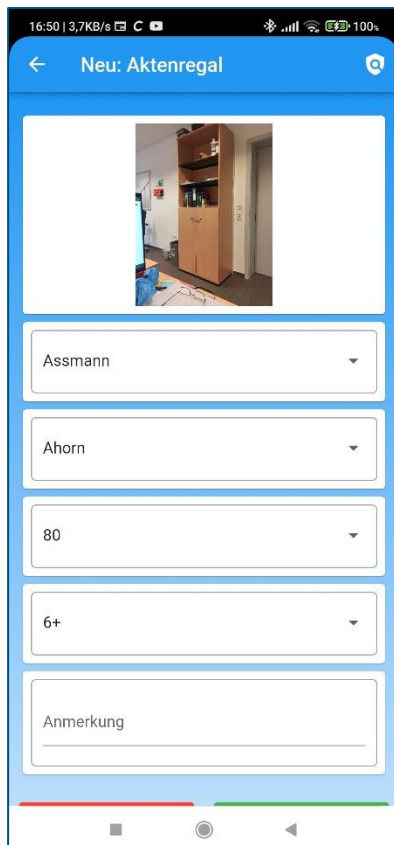 16:50 | 3,7KB/s C 100%
Neu: Aktenregal
Assmann
Ahorn
80
6+
Anmerkung